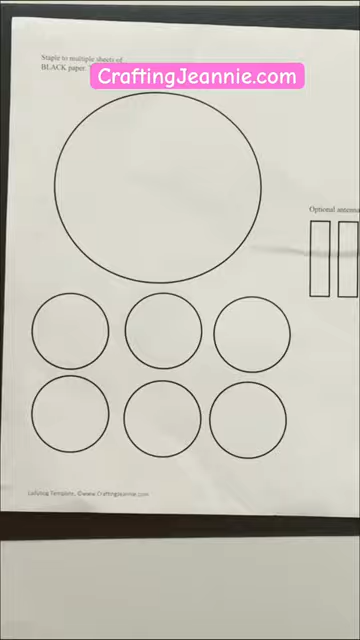 Staple to multiple sheets of
BLACK paper.
CraftingJeannie.com
Optional antenna
Ladybug Template, ©www.CraftingJeannie.com